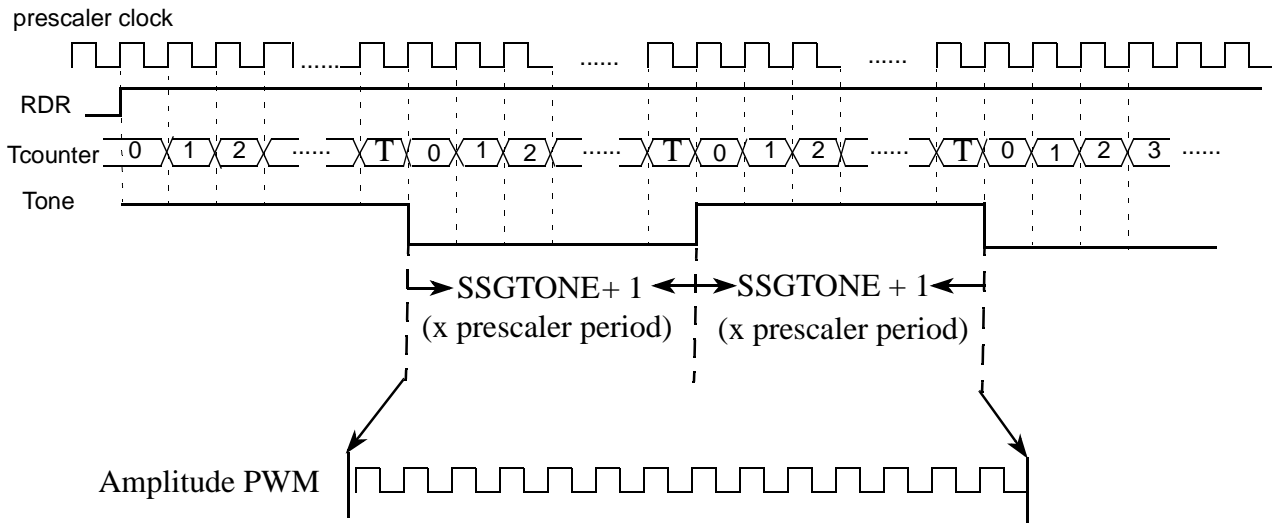 prescaler clock
...... ...... ......
RDR
Tcounter 0 1 2 ...... T 0 1 2 ...... T 0 1 2 ...... T 0 1 2 3 ......
Tone
SSGTONE+ 1 SSGTONE + 1
(x prescaler period) (x prescaler period)
Amplitude PWM